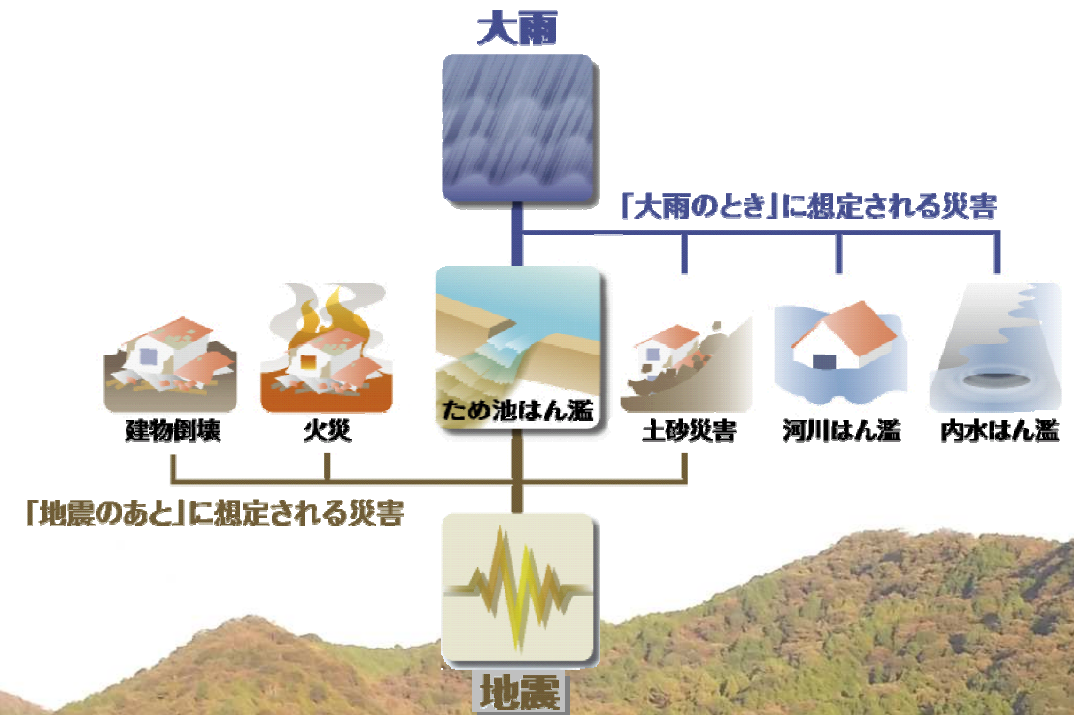 大雨
「大雨のとき」に想定される災害
建物倒壊
火災
ため池はん濫
土砂災害
河川はん濫
内水はん濫
「地震のあと」に想定される災害
地震